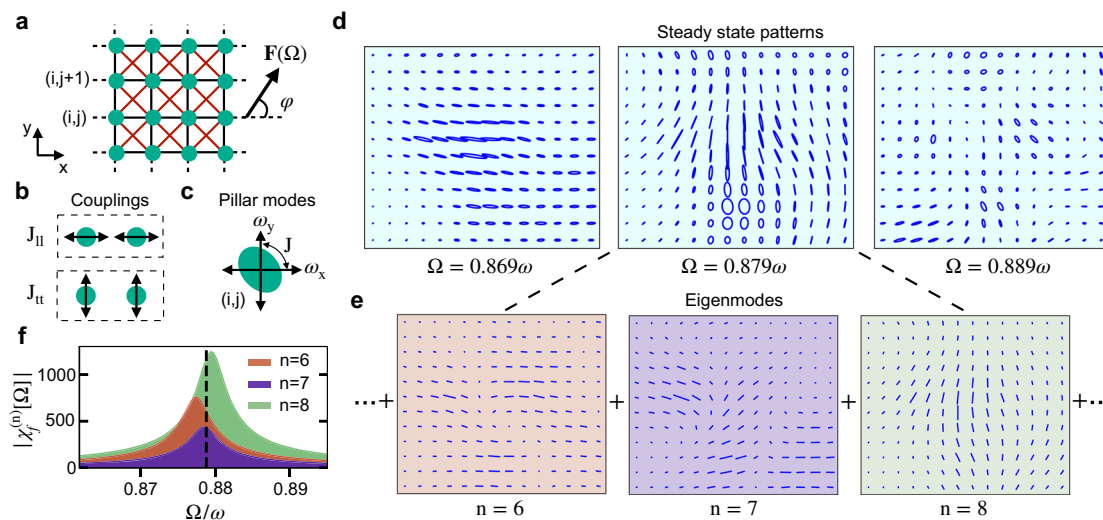 a
(i,j+1)
(i,j)
F(Ω)
φ
y
x
b
Couplings
J_ll
J_tt
c
Pillar modes
ω_y
J
ω_x
(i,j)
d
Steady state patterns
Ω = 0.869ω
Ω = 0.879ω
Ω = 0.889ω
e
Eigenmodes
...+
+
+
+...
n = 6
n = 7
n = 8
f
|χ_f^(n)[Ω]|
1000
500
0
n=6
n=7
n=8
0.87
0.88
0.89
Ω/ω